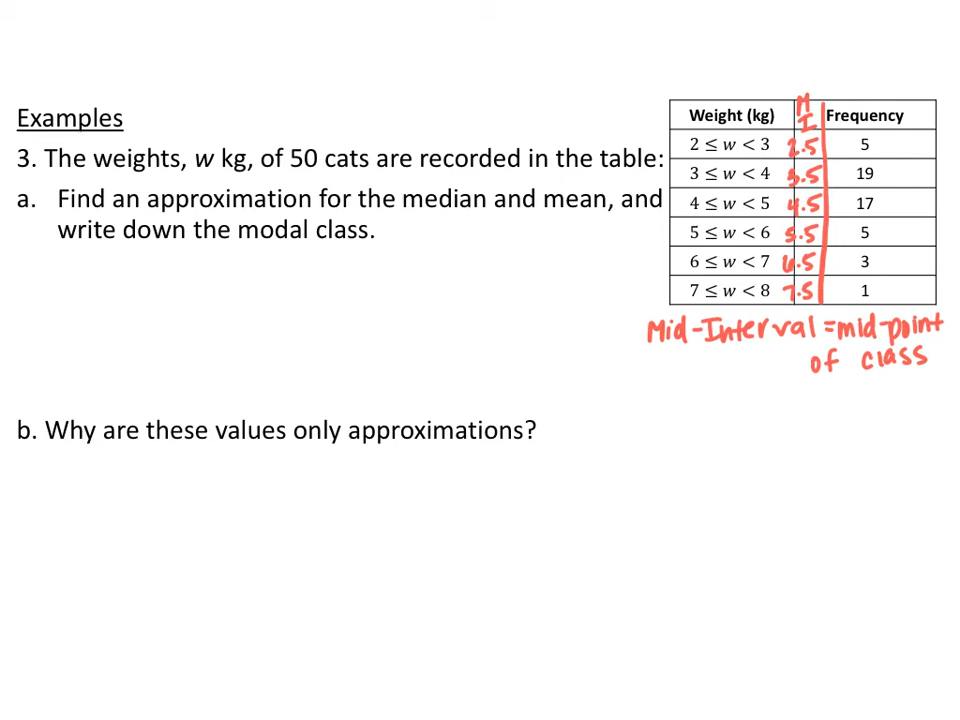 Examples
3. The weights, w kg, of 50 cats are recorded in the table:
a. Find an approximation for the median and mean, and
write down the modal class.
Weight (kg) M I Frequency
2 ≤ w < 3 2.5 5
3 ≤ w < 4 3.5 19
4 ≤ w < 5 4.5 17
5 ≤ w < 6 5.5 5
6 ≤ w < 7 6.5 3
7 ≤ w < 8 7.5 1
Mid-Interval = mid-point
of class
b. Why are these values only approximations?